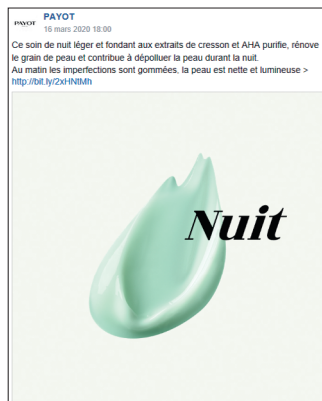 PAYOT
PAYOT
16 mars 2020 18:00
Ce soin de nuit léger et fondant aux extraits de cresson et AHA purifie, rénove
le grain de peau et contribue à dépolluer la peau durant la nuit.
Au matin les imperfections sont gommées, la peau est nette et lumineuse >
http://bit.ly/2xHNtMh
Nuit